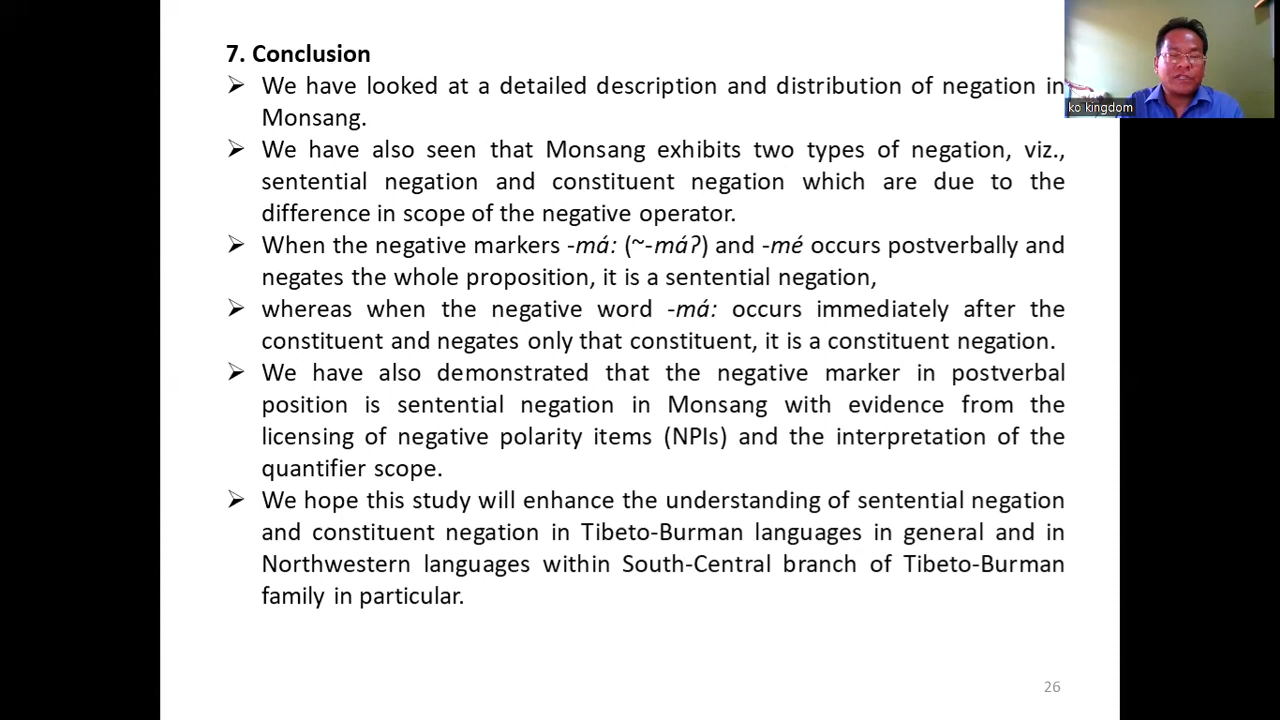 7. Conclusion
➢ We have looked at a detailed description and distribution of negation in
Monsang.
➢ We have also seen that Monsang exhibits two types of negation, viz.,
sentential negation and constituent negation which are due to the
difference in scope of the negative operator.
➢ When the negative markers -má: (~-máʔ) and -mé occurs postverbally and
negates the whole proposition, it is a sentential negation,
➢ whereas when the negative word -má: occurs immediately after the
constituent and negates only that constituent, it is a constituent negation.
➢ We have also demonstrated that the negative marker in postverbal
position is sentential negation in Monsang with evidence from the
licensing of negative polarity items (NPIs) and the interpretation of the
quantifier scope.
➢ We hope this study will enhance the understanding of sentential negation
and constituent negation in Tibeto-Burman languages in general and in
Northwestern languages within South-Central branch of Tibeto-Burman
family in particular.
26
ko kingdom